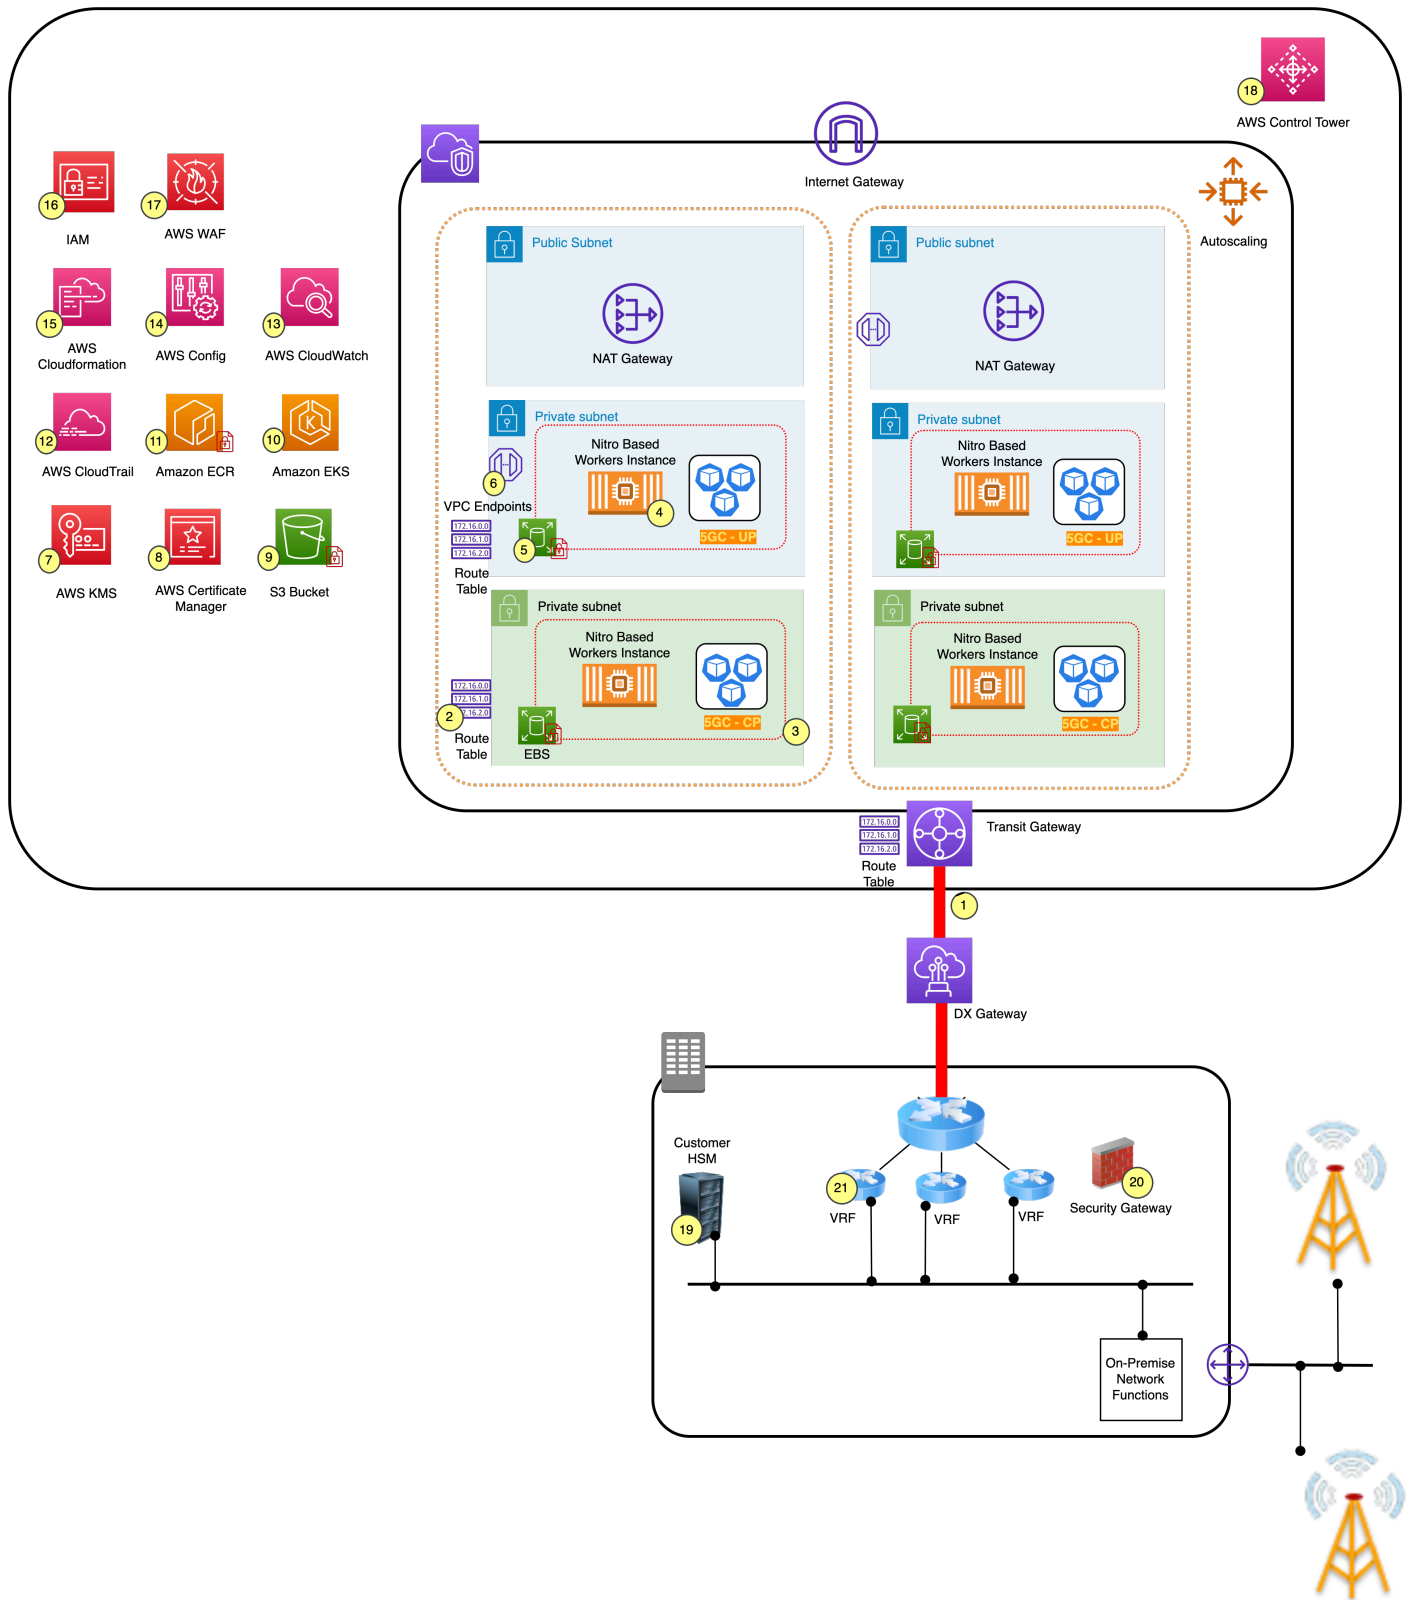 18
AWS Control Tower
Internet Gateway
Autoscaling
16
IAM
17
AWS WAF
15
AWS
Cloudformation
14
AWS Config
13
AWS CloudWatch
12
AWS CloudTrail
11
Amazon ECR
10
Amazon EKS
7
AWS KMS
8
AWS Certificate
Manager
9
S3 Bucket
Public Subnet
NAT Gateway
Public subnet
NAT Gateway
Private subnet
Nitro Based
Workers Instance
4
5GC - UP
6
VPC Endpoints
172.16.0.0
172.16.1.0
172.16.2.0
Route
Table
5
Private subnet
Nitro Based
Workers Instance
5GC - UP
Private subnet
Nitro Based
Workers Instance
5GC - CP
3
172.16.0.0
172.16.1.0
2.16.2.0
2
Route
Table
EBS
Private subnet
Nitro Based
Workers Instance
5GC - CP
172.16.0.0
172.16.1.0
172.16.2.0
Route
Table
Transit Gateway
1
DX Gateway
Customer
HSM
19
21
VRF
VRF
VRF
20
Security Gateway
On-Premise
Network
Functions